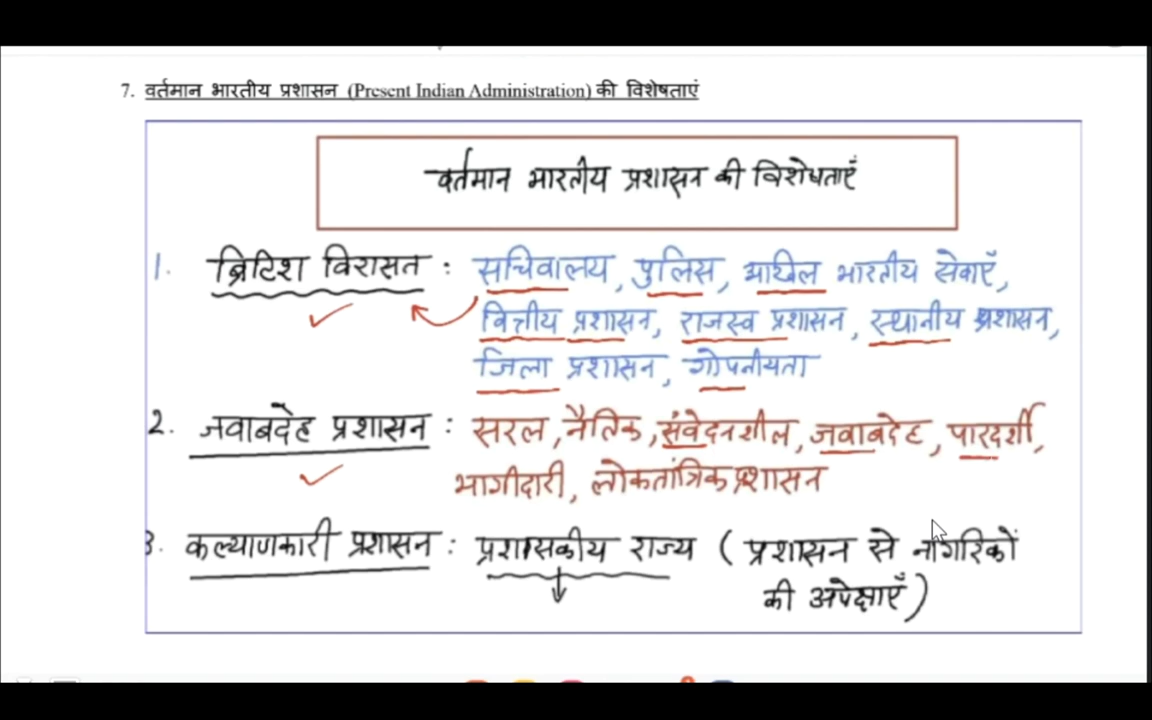 7. वर्तमान भारतीय प्रशासन (Present Indian Administration) की विशेषताएं
वर्तमान भारतीय प्रशासन की विशेषताएँ
1. ब्रिटिश विरासत : सचिवालय, पुलिस, अखिल भारतीय सेवाएँ,
वित्तीय प्रशासन, राजस्व प्रशासन, स्थानीय प्रशासन,
जिला प्रशासन, गोपनीयता
2. जवाबदेह प्रशासन : सरल, नैतिक, संवेदनशील, जवाबदेह, पारदर्शी,
भागीदारी, लोकतांत्रिक प्रशासन
3. कल्याणकारी प्रशासन : प्रशासकीय राज्य (प्रशासन से नागरिकों
की अपेक्षाएँ)